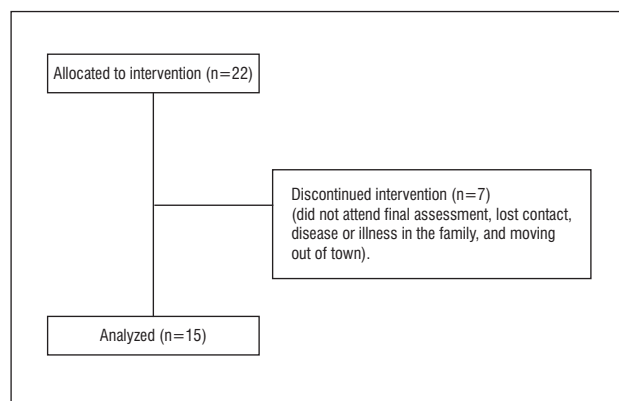 Allocated to intervention (n=22)
Discontinued intervention (n=7)
(did not attend final assessment, lost contact,
disease or illness in the family, and moving
out of town).
Analyzed (n=15)